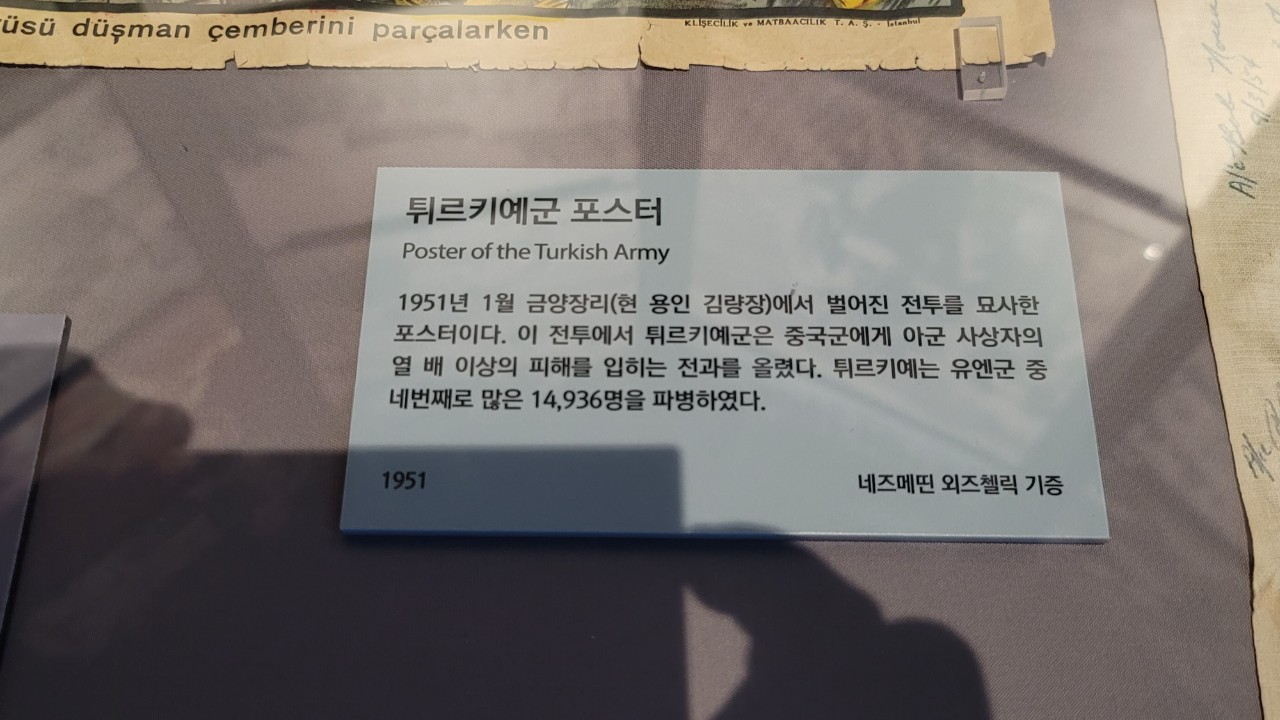 üsü düşman çemberini parçalarken
KLİŞECİLİK ve MATBAACILIK T. A. Ş. - İstanbul
튀르키예군 포스터
Poster of the Turkish Army
1951년 1월 금양장리(현 용인 김량장)에서 벌어진 전투를 묘사한
포스터이다. 이 전투에서 튀르키예군은 중국군에게 아군 사상자의
열 배 이상의 피해를 입히는 전과를 올렸다. 튀르키예는 유엔군 중
네번째로 많은 14,936명을 파병하였다.
1951
네즈메띤 외즈첼릭 기증